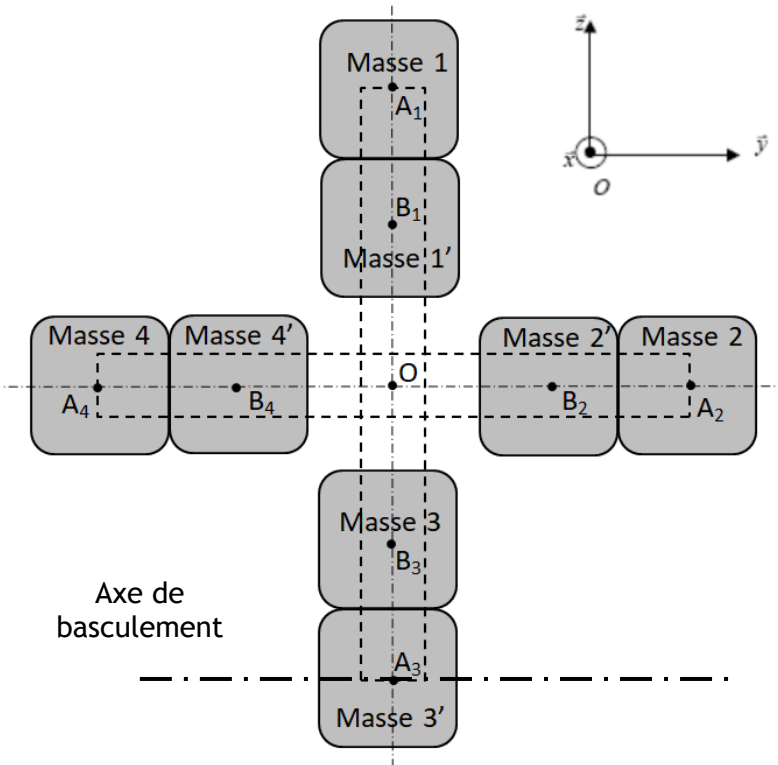 Masse 1
A₁
B₁
Masse 1’
z⃗
y⃗
x⃗
O
Masse 4
Masse 4’
Masse 2’
Masse 2
O
A₄
B₄
B₂
A₂
Masse 3
B₃
Axe de
basculement
A₃
Masse 3’